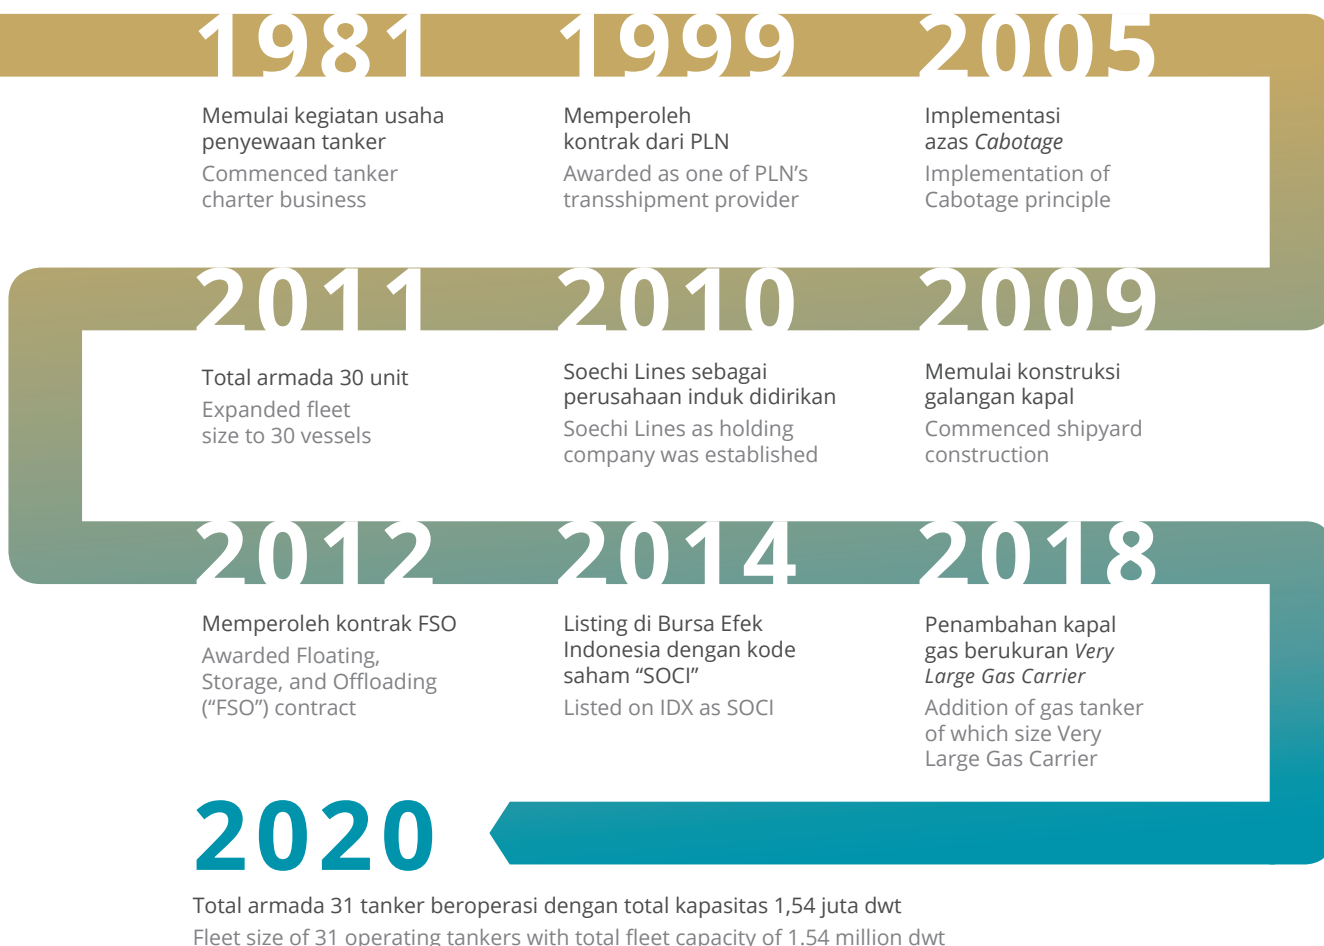 1981
Memulai kegiatan usaha
penyewaan tanker
Commenced tanker
charter business
1999
Memperoleh
kontrak dari PLN
Awarded as one of PLN’s
transshipment provider
2005
Implementasi
azas Cabotage
Implementation of
Cabotage principle
2009
Memulai konstruksi
galangan kapal
Commenced shipyard
construction
2010
Soechi Lines sebagai
perusahaan induk didirikan
Soechi Lines as holding
company was established
2011
Total armada 30 unit
Expanded fleet
size to 30 vessels
2012
Memperoleh kontrak FSO
Awarded Floating,
Storage, and Offloading
(“FSO”) contract
2014
Listing di Bursa Efek
Indonesia dengan kode
saham “SOCI”
Listed on IDX as SOCI
2018
Penambahan kapal
gas berukuran Very
Large Gas Carrier
Addition of gas tanker
of which size Very
Large Gas Carrier
2020
Total armada 31 tanker beroperasi dengan total kapasitas 1,54 juta dwt
Fleet size of 31 operating tankers with total fleet capacity of 1.54 million dwt